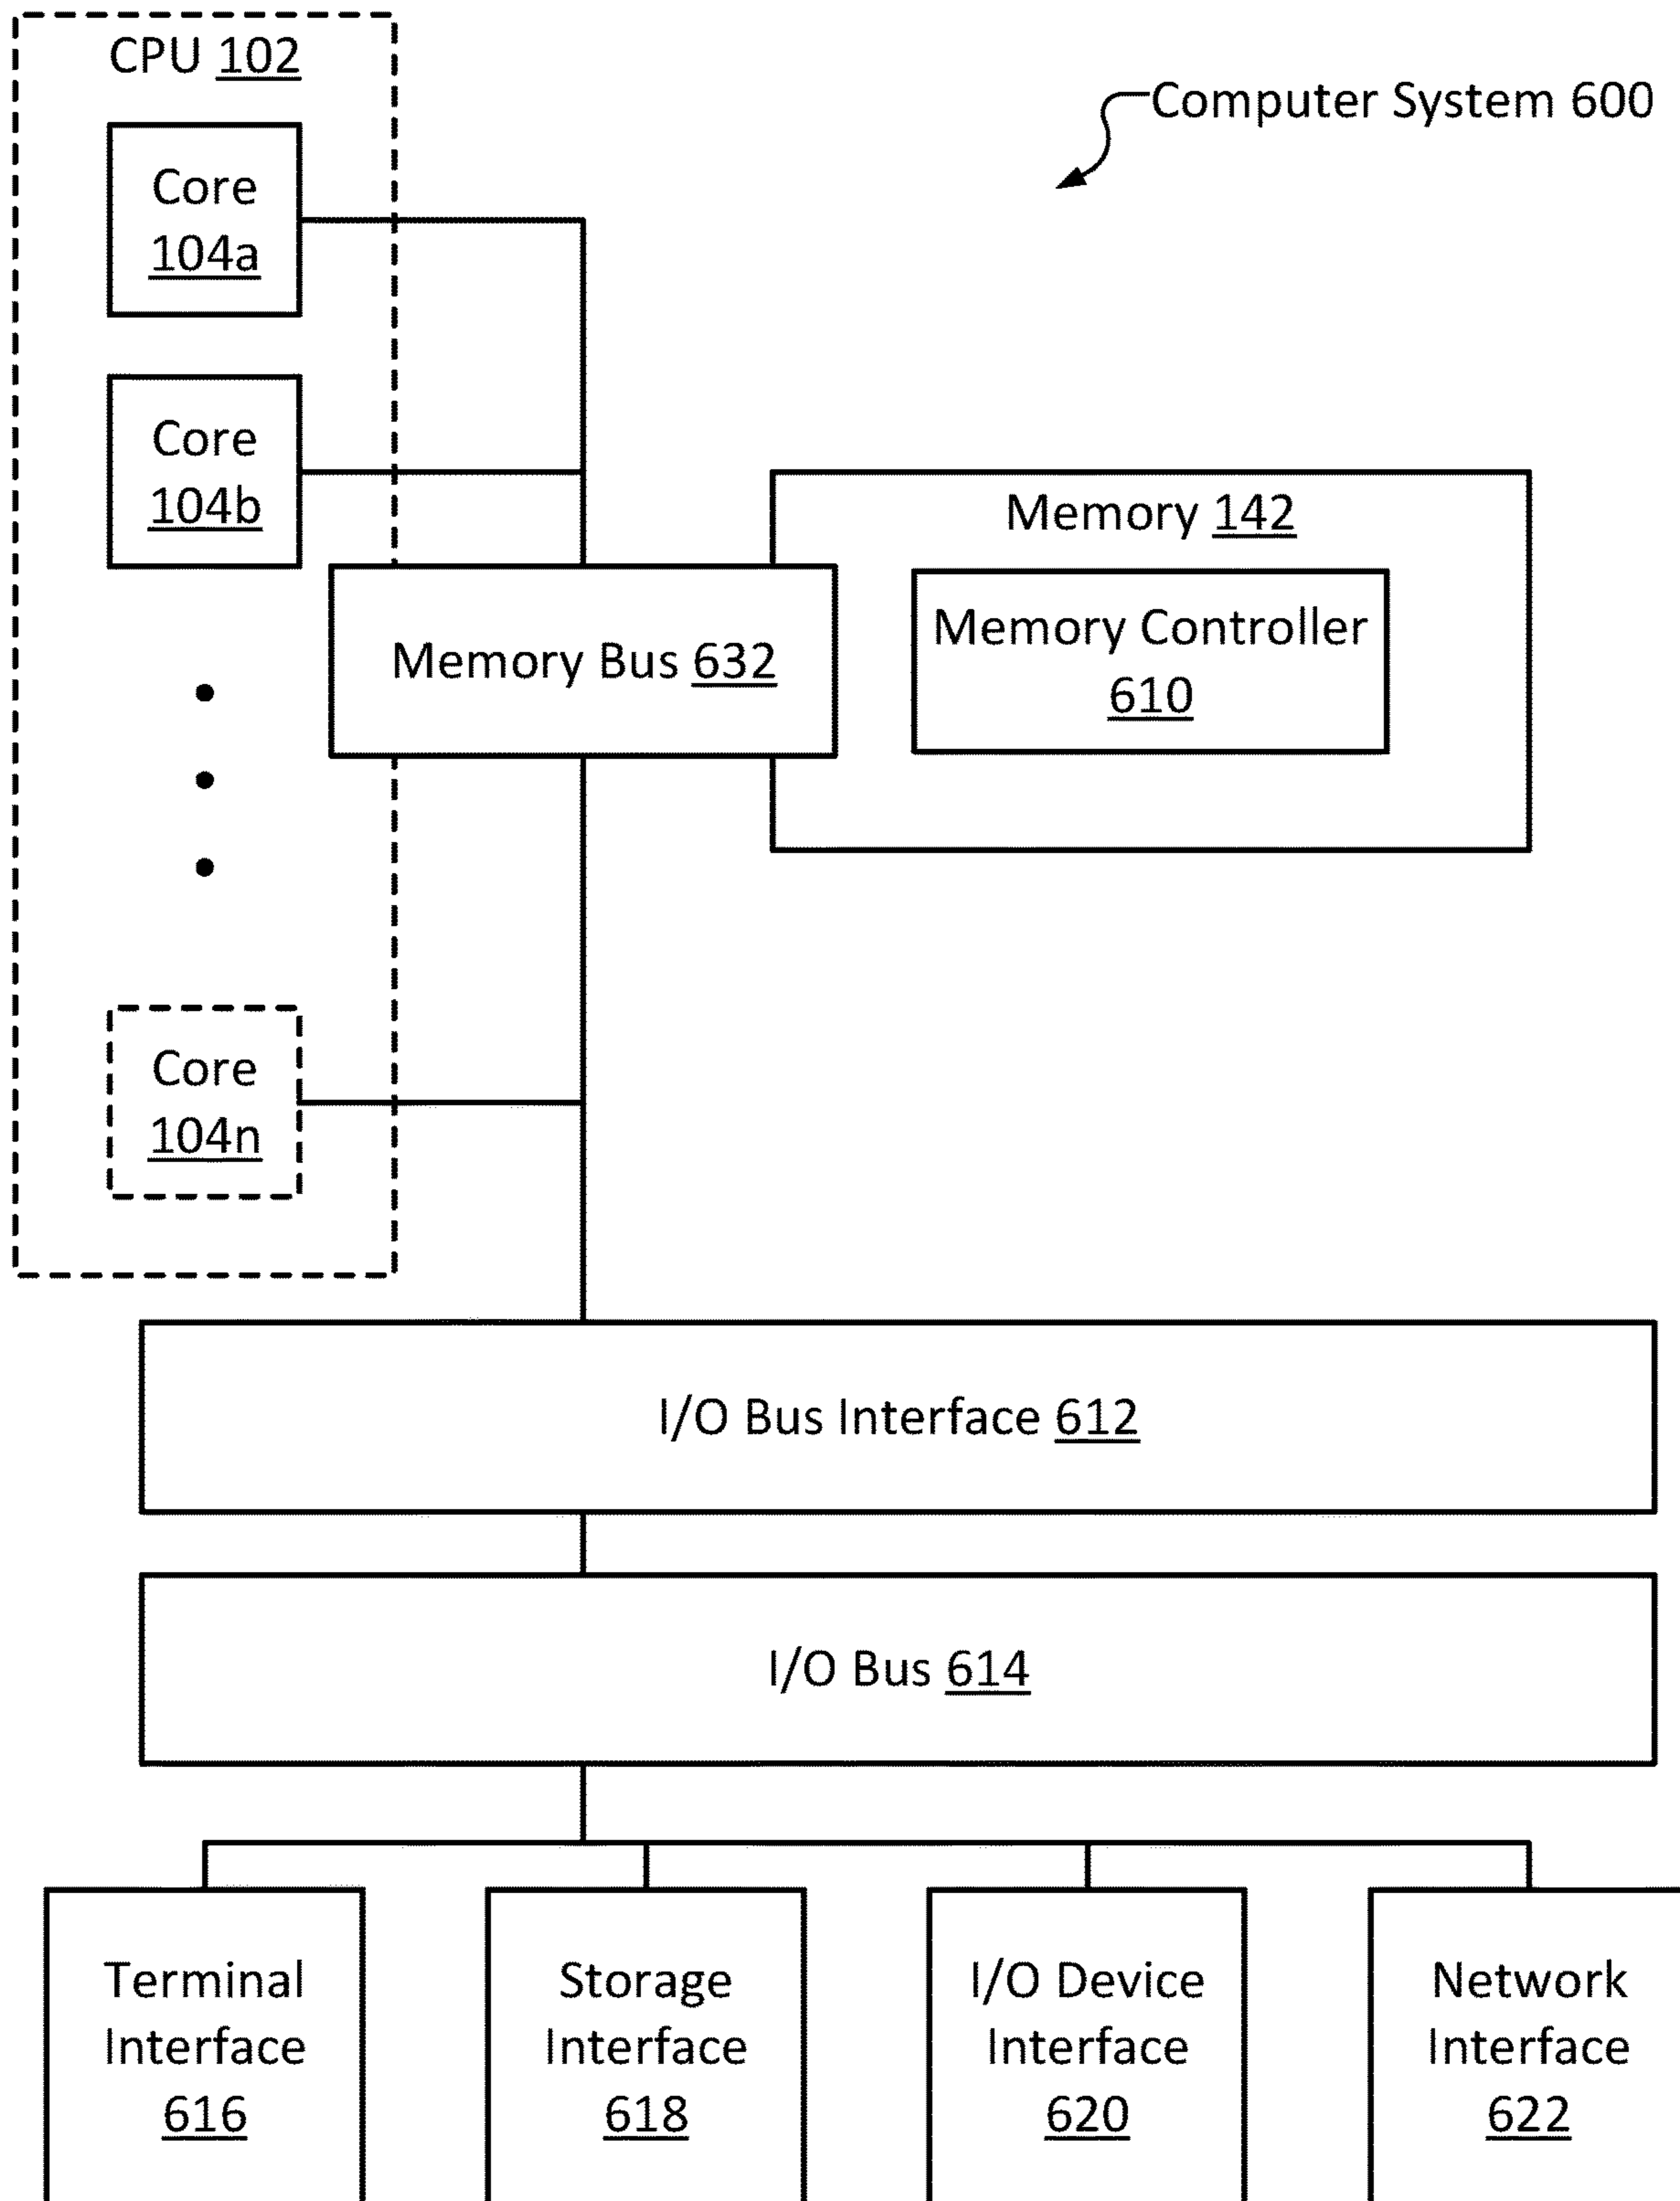 CPU 102
Computer System 600
Core
104a
Core
104b
Memory 142
Memory Controller
610
Memory Bus 632
Core
104n
I/O Bus Interface 612
I/O Bus 614
Terminal
Interface
616
Storage
Interface
618
I/O Device
Interface
620
Network
Interface
622